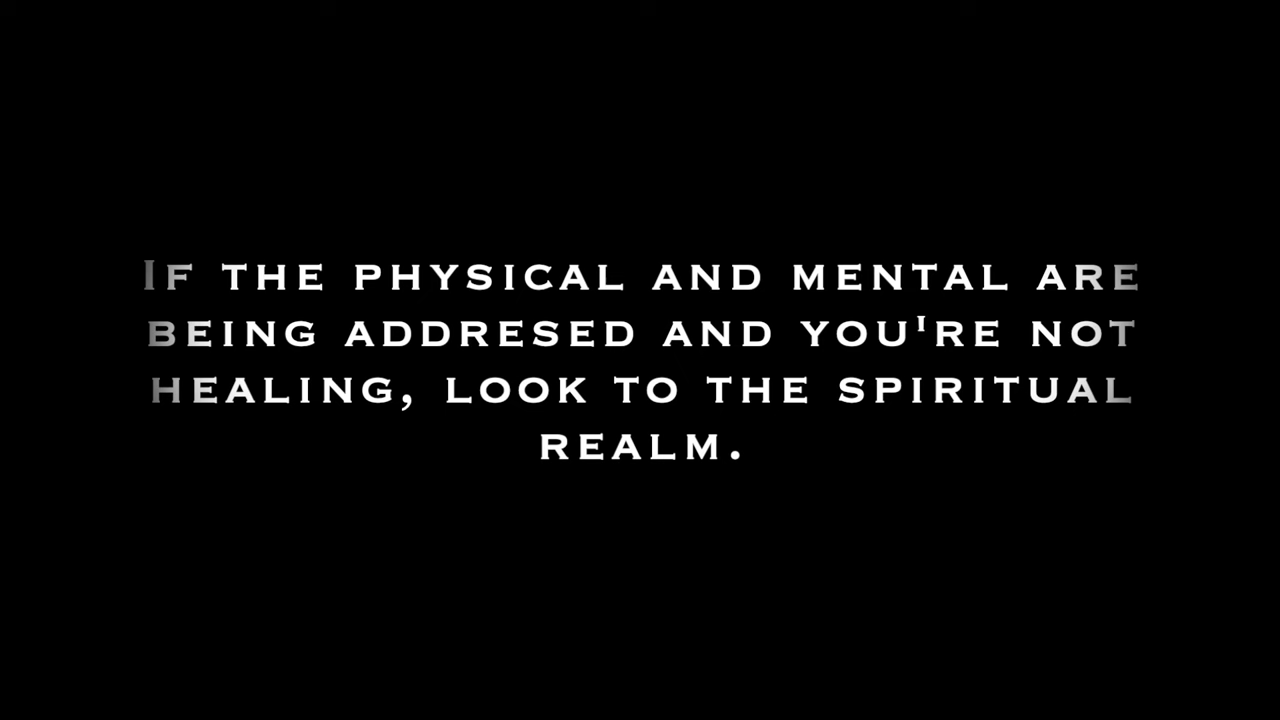 If the physical and mental are
being addresed and you're not
healing, look to the spiritual
realm.